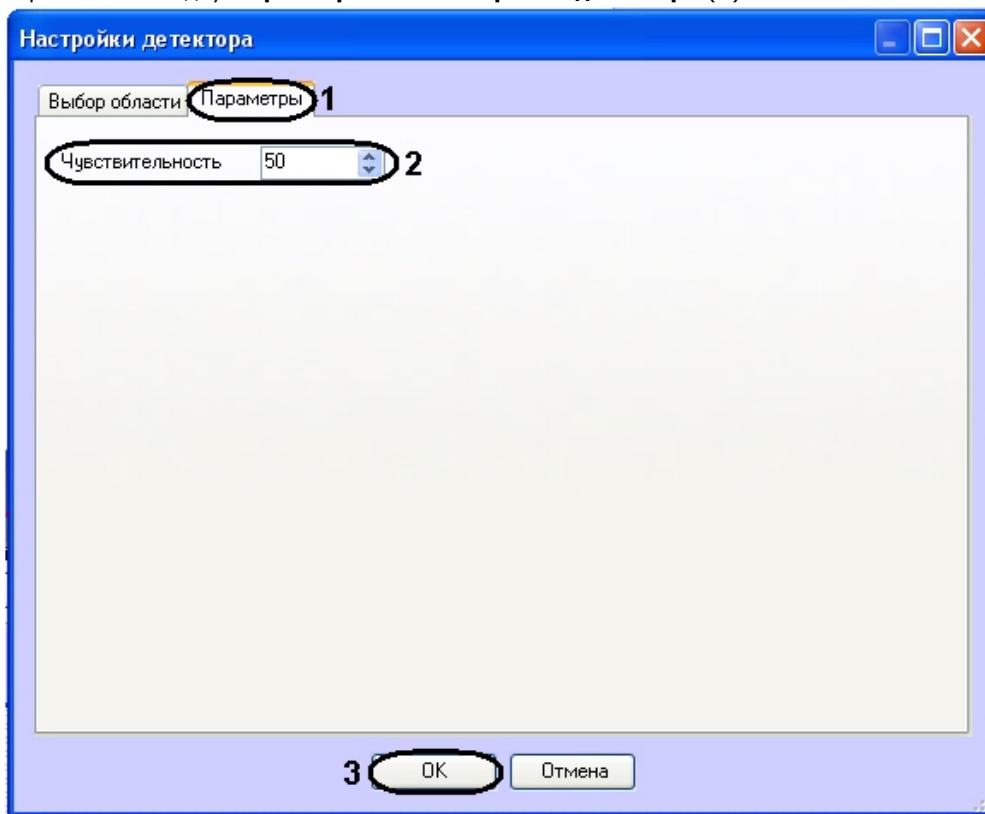 Настройки детектора
Выбор области Параметры 1
Чувствительность 50 2
3 OK Отмена